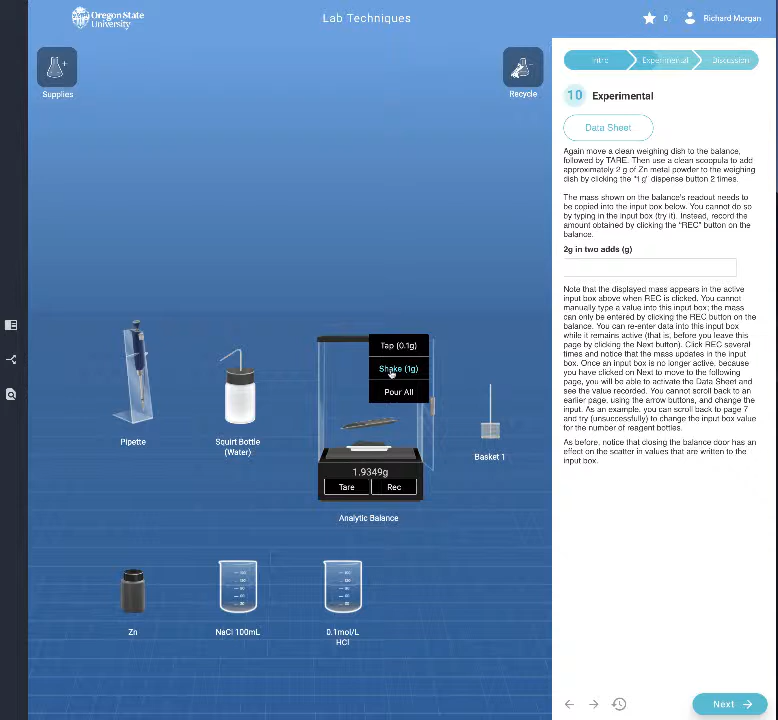 Oregon State
University
Lab Techniques
0
Richard Morgan
Supplies
Recycle
Intro
Experimental
Discussion
10 Experimental
Data Sheet
Again move a clean weighing dish to the balance,
followed by TARE. Then use a clean scoopula to add
approximately 2 g of Zn metal powder to the weighing
dish by clicking the "1 g" dispense button 2 times.
The mass shown on the balance's readout needs to
be copied into the input box below. You cannot do so
by typing in the input box (try it). Instead, record the
amount obtained by clicking the "REC" button on the
balance.
2g in two adds (g)
Note that the displayed mass appears in the active
input box above when REC is clicked. You cannot
manually type a value into this input box; the mass
can only be entered by clicking the REC button on the
balance. You can re-enter data into this input box
while it remains active (that is, before you leave this
page by clicking the Next button). Click REC several
times and notice that the mass updates in the input
box. Once an input box is no longer active, because
you have clicked on Next to move to the following
page, you will be able to activate the Data Sheet and
see the value recorded. You cannot scroll back to an
earlier page, using the arrow buttons, and change the
input. As an example, you can scroll back to page 7
and try (unsuccessfully) to change the input box value
for the number of reagent bottles.
As before, notice that closing the balance door has an
effect on the scatter in values that are written to the
input box.
Tap (0.1g)
Shake (1g)
Pour All
Pipette
Squirt Bottle
(Water)
1.9349g
Tare
Rec
Analytic Balance
Basket 1
Zn
NaCl 100mL
0.1mol/L
HCl
Next